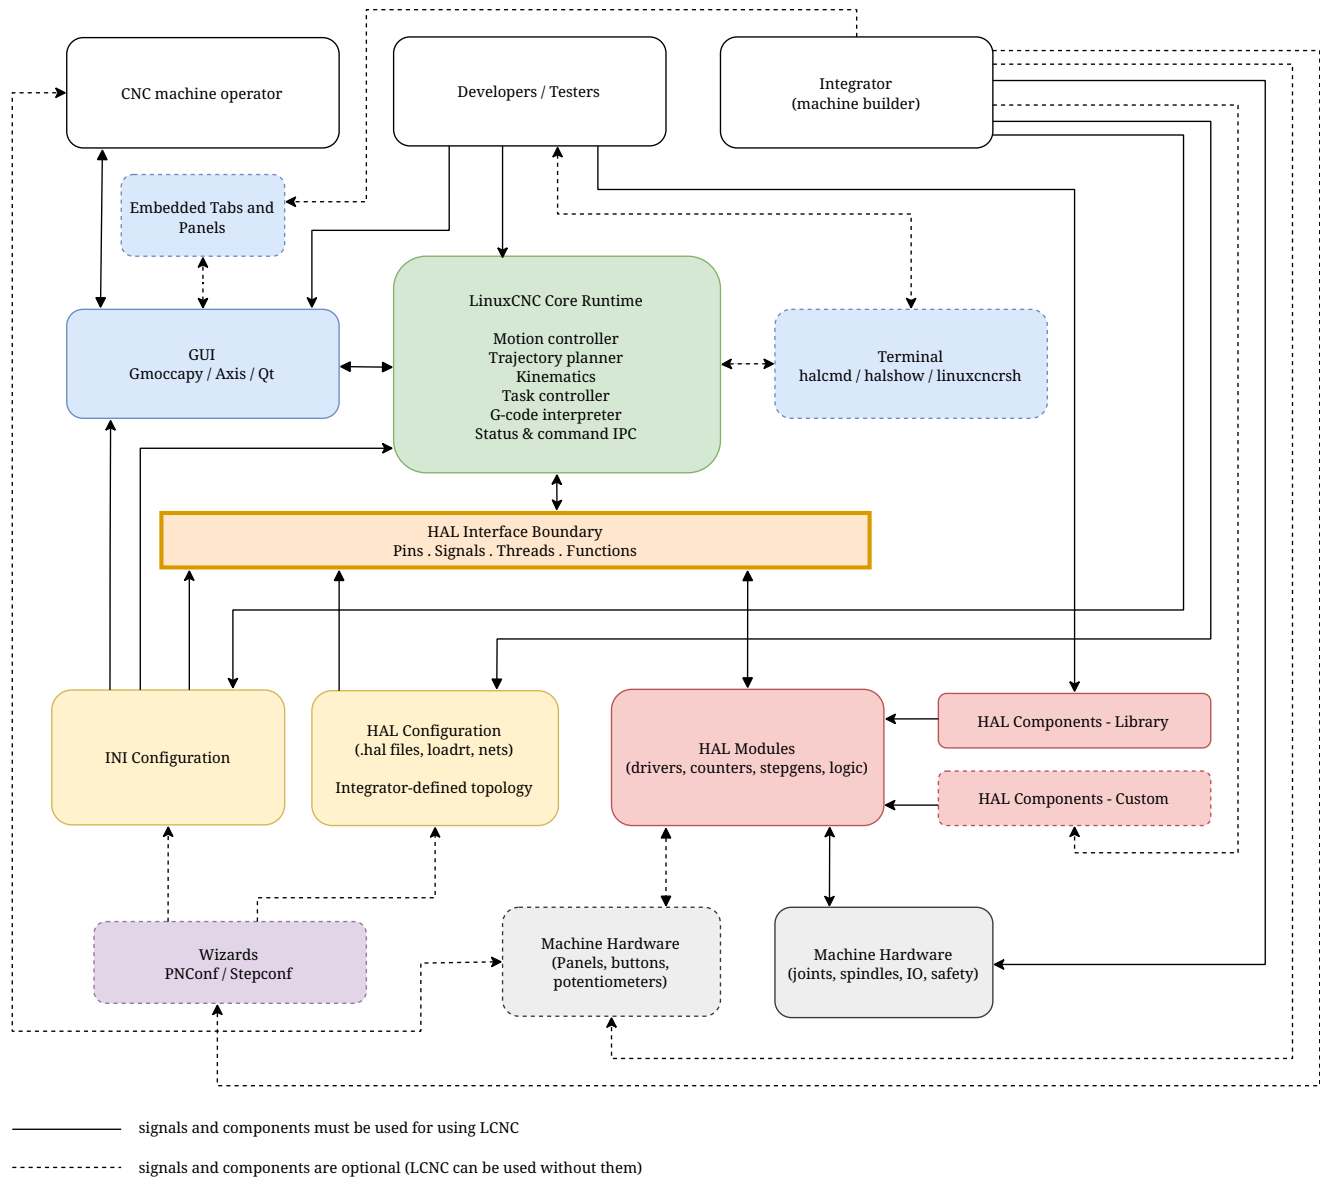 CNC machine operator
Developers / Testers
Integrator
(machine builder)
Embedded Tabs and
Panels
LinuxCNC Core Runtime
Motion controller
Trajectory planner
Kinematics
Task controller
G-code interpreter
Status & command IPC
GUI
Gmoccapy / Axis / Qt
Terminal
halcmd / halshow / linuxcncrsh
HAL Interface Boundary
Pins . Signals . Threads . Functions
INI Configuration
HAL Configuration
(.hal files, loadrt, nets)
Integrator-defined topology
HAL Modules
(drivers, counters, stepgens, logic)
HAL Components - Library
HAL Components - Custom
Wizards
PNConf / Stepconf
Machine Hardware
(Panels, buttons,
potentiometers)
Machine Hardware
(joints, spindles, IO, safety)
signals and components must be used for using LCNC
signals and components are optional (LCNC can be used without them)